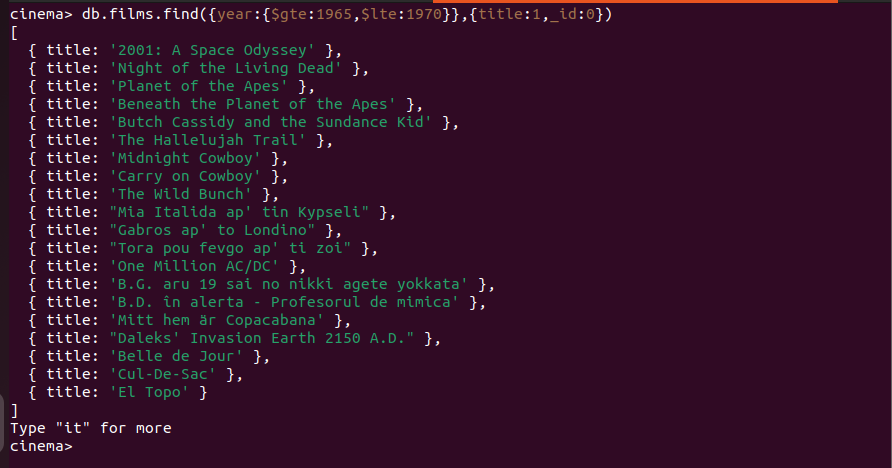 cinema> db.films.find({year:{$gte:1965,$lte:1970}},{title:1,_id:0})
[
  { title: '2001: A Space Odyssey' },
  { title: 'Night of the Living Dead' },
  { title: 'Planet of the Apes' },
  { title: 'Beneath the Planet of the Apes' },
  { title: 'Butch Cassidy and the Sundance Kid' },
  { title: 'The Hallelujah Trail' },
  { title: 'Midnight Cowboy' },
  { title: 'Carry on Cowboy' },
  { title: 'The Wild Bunch' },
  { title: "Mia Italida ap' tin Kypseli" },
  { title: "Gabros ap' to Londino" },
  { title: "Tora pou fevgo ap' ti zoi" },
  { title: 'One Million AC/DC' },
  { title: 'B.G. aru 19 sai no nikki agete yokkata' },
  { title: 'B.D. în alerta - Profesorul de mimica' },
  { title: 'Mitt hem är Copacabana' },
  { title: "Daleks' Invasion Earth 2150 A.D." },
  { title: 'Belle de Jour' },
  { title: 'Cul-De-Sac' },
  { title: 'El Topo' }
]
Type "it" for more
cinema>